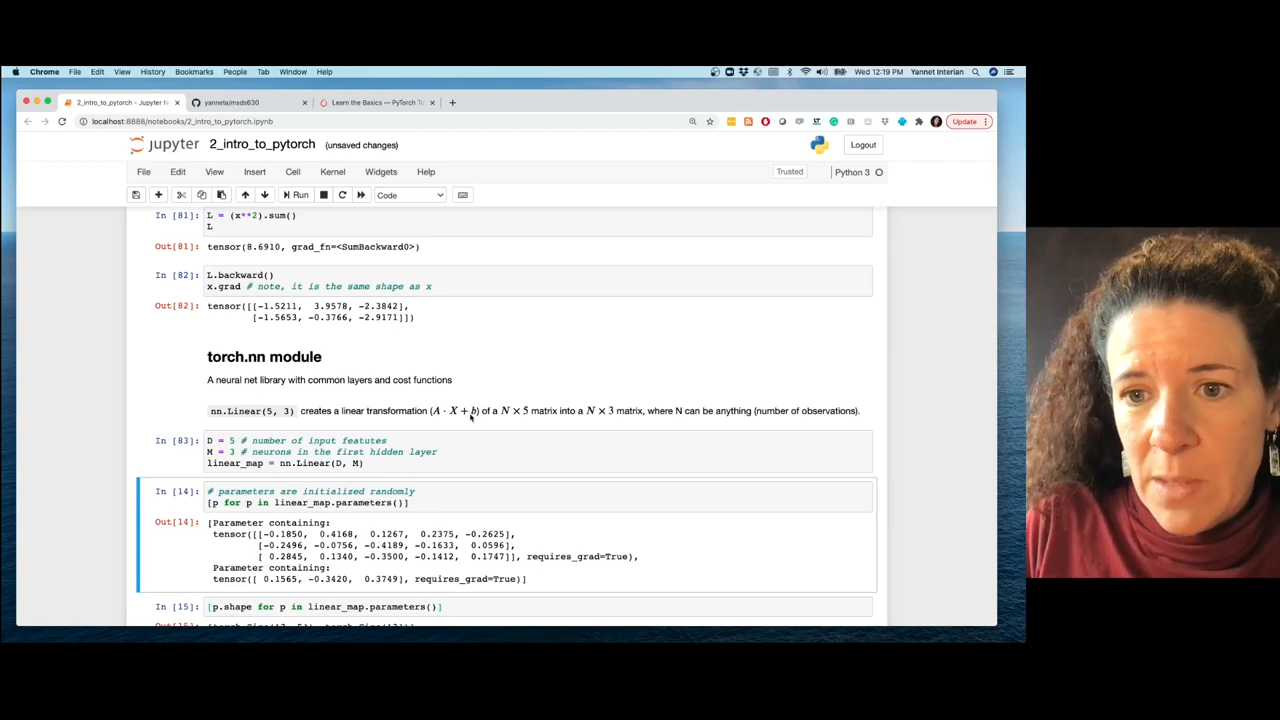 Chrome File Edit View History Bookmarks People Tab Window Help Wed 12:19 PM Yannet Interian
2_intro_to_pytorch - Jupyter N yanneta/msds630 Learn the Basics — PyTorch Tu
localhost:8888/notebooks/2_intro_to_pytorch.ipynb Update
jupyter 2_intro_to_pytorch (unsaved changes) Logout
File Edit View Insert Cell Kernel Widgets Help Trusted Python 3
Run Code
In [81]: L = (x**2).sum()
L
Out[81]: tensor(8.6910, grad_fn=<SumBackward0>)
In [82]: L.backward()
x.grad # note, it is the same shape as x
Out[82]: tensor([[-1.5211, 3.9578, -2.3842],
[-1.5653, -0.3766, -2.9171]])
torch.nn module
A neural net library with common layers and cost functions
nn.Linear(5, 3) creates a linear transformation (A · X + b) of a N × 5 matrix into a N × 3 matrix, where N can be anything (number of observations).
In [83]: D = 5 # number of input featutes
M = 3 # neurons in the first hidden layer
linear_map = nn.Linear(D, M)
In [14]: # parameters are initialized randomly
[p for p in linear_map.parameters()]
Out[14]: [Parameter containing:
tensor([[-0.1850, 0.4168, 0.1267, 0.2375, -0.2625],
[-0.2496, -0.0756, -0.4189, -0.1633, 0.0596],
[ 0.2845, 0.1340, -0.3500, -0.1412, 0.1747]], requires_grad=True),
Parameter containing:
tensor([ 0.1565, -0.3420, 0.3749], requires_grad=True)]
In [15]: [p.shape for p in linear_map.parameters()]